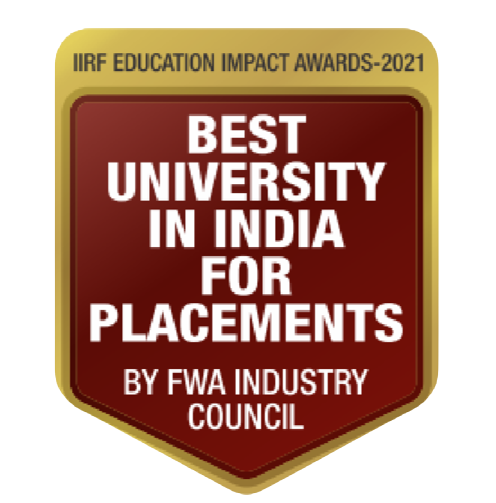 IIRF EDUCATION IMPACT AWARDS-2021
BEST
UNIVERSITY
IN INDIA
FOR
PLACEMENTS
BY FWA INDUSTRY
COUNCIL